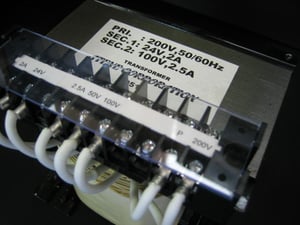 PRI. : 200V,50/60Hz
SEC.1: 24V,2A
SEC.2: 100V,2.5A
TRANSFORMER
2A 24V
2.5A 50V 100V
P 200V